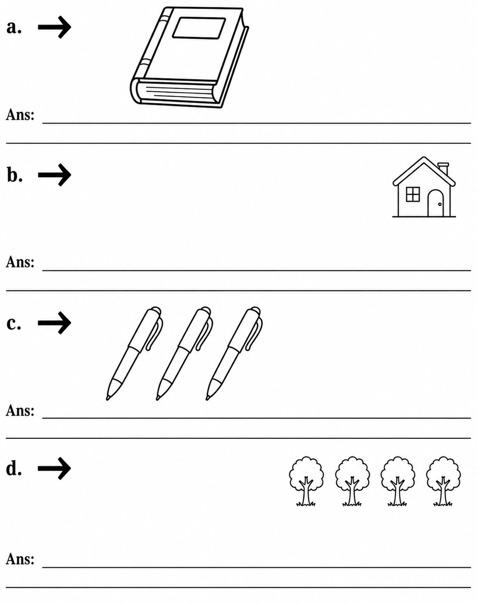 a. →
Ans:
b. →
Ans:
c. →
Ans:
d. →
Ans: